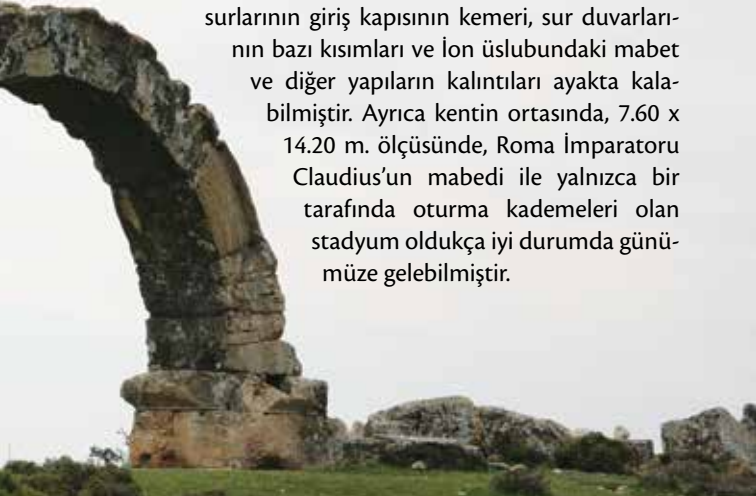 surlarının giriş kapısının kemeri, sur duvarları-
nın bazı kısımları ve İon üslubundaki mabet
ve diğer yapıların kalıntıları ayakta kala-
bilmiştir. Ayrıca kentin ortasında, 7.60 x
14.20 m. ölçüsünde, Roma İmparatoru
Claudius’un mabedi ile yalnızca bir
tarafında oturma kademeleri olan
stadyum oldukça iyi durumda günü-
müze gelebilmiştir.